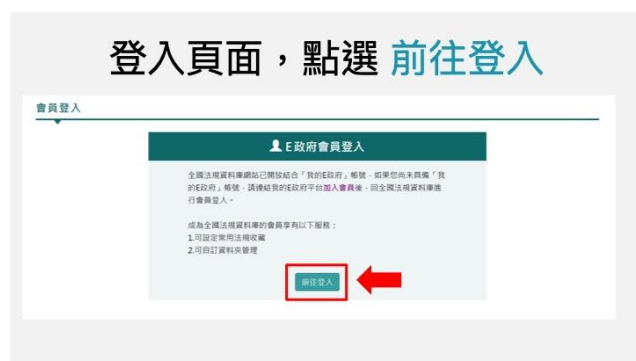 登入頁面，點選 前往登入
會員登入
E政府會員登入
全國法規資料庫網站已開放結合「我的E政府」帳號，如果您尚未具備「我
的E政府」帳號，請連結我的E政府平台加入會員後，回全國法規資料庫進
行會員登入。
成為全國法規資料庫的會員享有以下服務：
1.可設定常用法規收藏
2.可自訂資料夾管理
前往登入